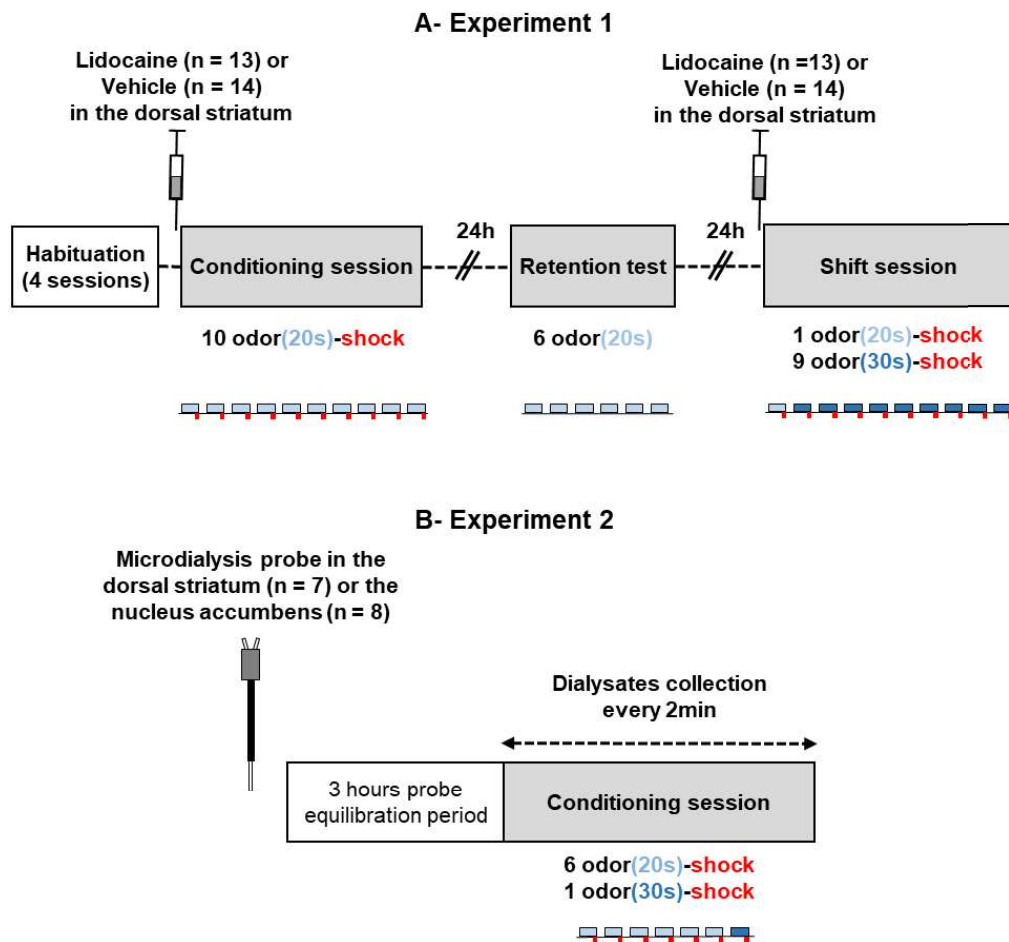 A- Experiment 1
Lidocaine (n = 13) or
Vehicle (n = 14)
in the dorsal striatum
Lidocaine (n =13) or
Vehicle (n = 14)
in the dorsal striatum
Habituation
(4 sessions)
Conditioning session
24h
Retention test
24h
Shift session
10 odor(20s)-shock
6 odor(20s)
1 odor(20s)-shock
9 odor(30s)-shock
B- Experiment 2
Microdialysis probe in the
dorsal striatum (n = 7) or the
nucleus accumbens (n = 8)
Dialysates collection
every 2min
3 hours probe
equilibration period
Conditioning session
6 odor(20s)-shock
1 odor(30s)-shock